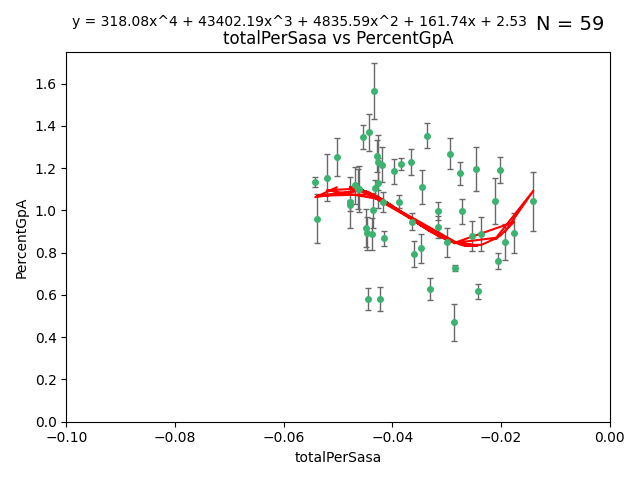 y = 318.08x^4 + 43402.19x^3 + 4835.59x^2 + 161.74x + 2.53
N = 59
totalPerSasa vs PercentGpA
PercentGpA
1.6
1.4
1.2
1.0
0.8
0.6
0.4
0.2
0.0
−0.10 −0.08 −0.06 −0.04 −0.02 0.00
totalPerSasa